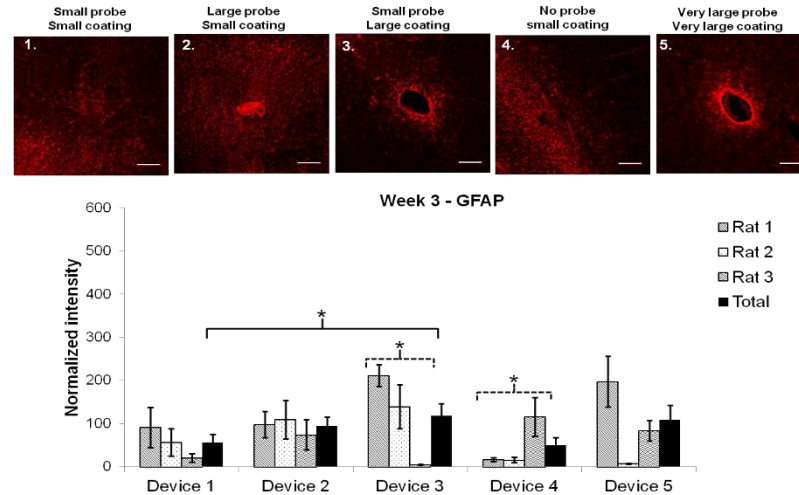 Small probe
Small coating
Large probe
Small coating
Small probe
Large coating
No probe
small coating
Very large probe
Very large coating
1.
2.
3.
4.
5.
Week 3 - GFAP
Normalized intensity
600
500
400
300
200
100
0
*
*
*
Rat 1
Rat 2
Rat 3
Total
Device 1
Device 2
Device 3
Device 4
Device 5